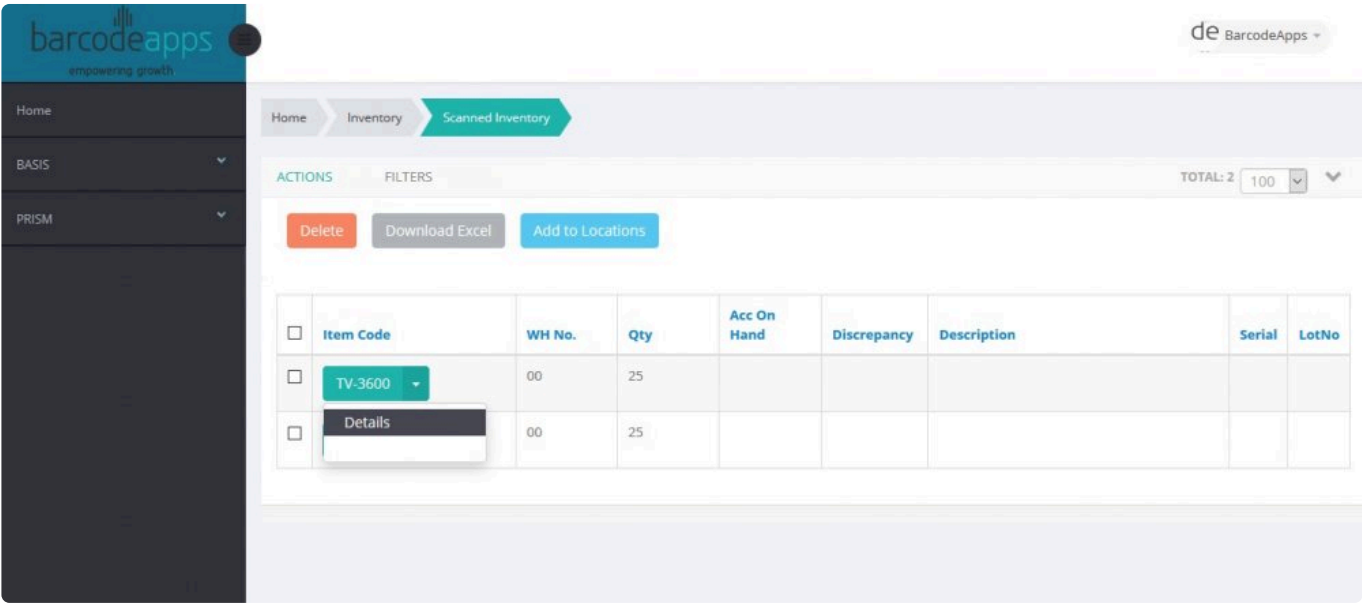 barcodeapps
empowering growth
de BarcodeApps
Home
BASIS
PRISM
Home Inventory Scanned Inventory
ACTIONS FILTERS TOTAL: 2 100
Delete Download Excel Add to Locations
Item Code WH No. Qty Acc On Hand Discrepancy Description Serial LotNo
TV-3600 00 25
Details
00 25